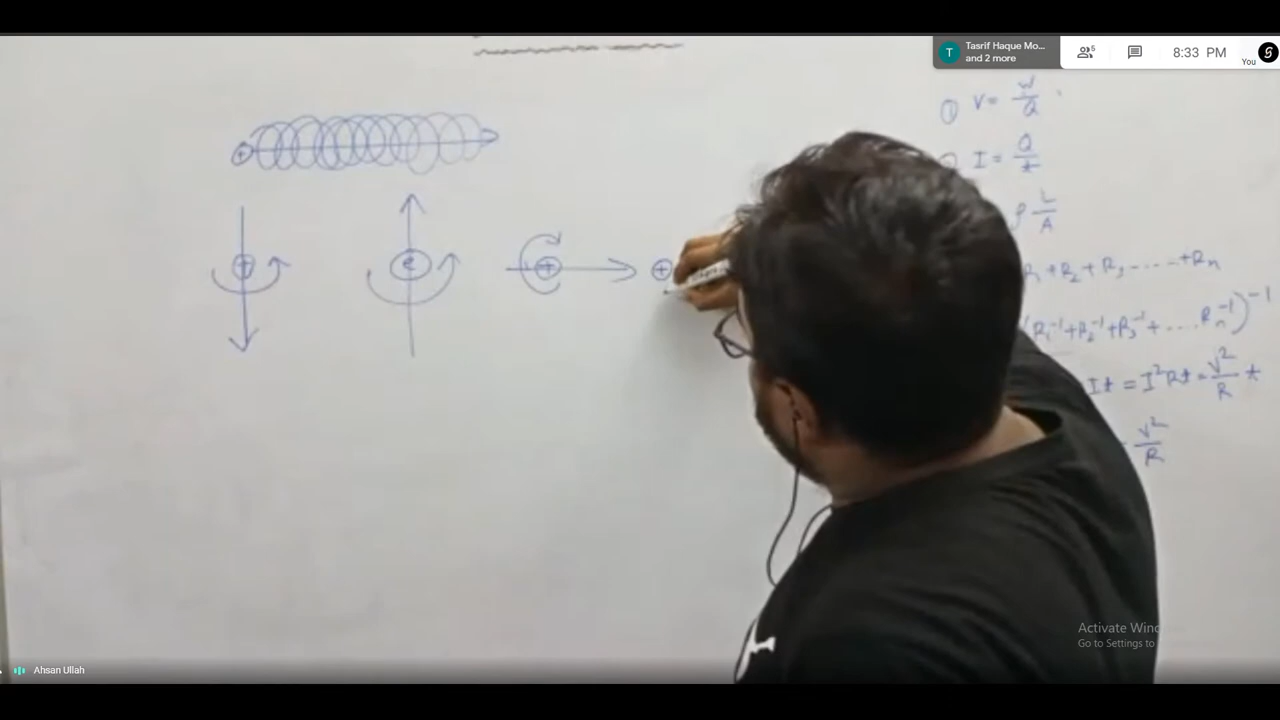 Tasrif Haque Mo...
and 2 more
5
8:33 PM
You
T
① V = W/Q
I = Q/t
ρ L/A
R₁ + R₂ + R₃ ..... + Rₙ
(R₁⁻¹ + R₂⁻¹ + R₃⁻¹ + .... Rₙ⁻¹)⁻¹
It = I²Rt = V²/R t
V²/R
+
+ e + +
Activate Wind
Go to Settings to
Ahsan Ullah